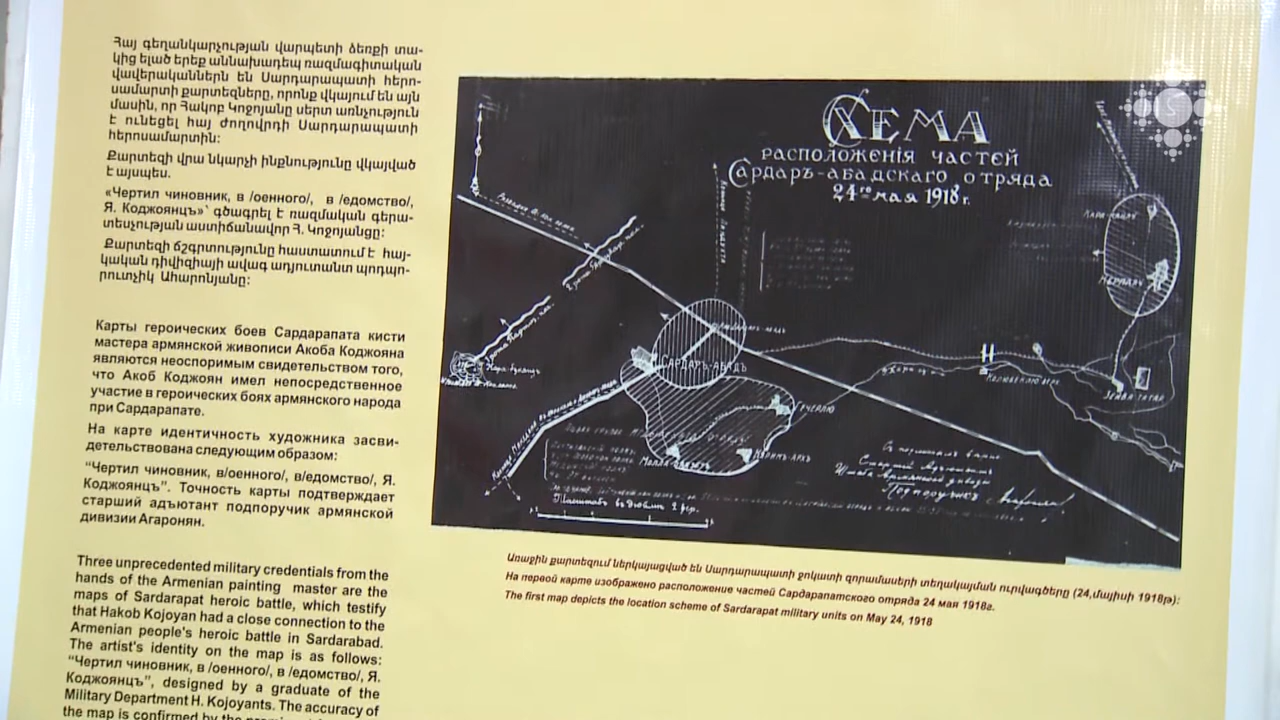 Հայ գեղանկարչության վարպետի ձեռքի տա-
կից ելած երեք աննախադեպ ռազմագիտական
վավերականներն են Սարդարապատի հերո-
սամարտի քարտեզները, որոնք վկայում են այն
մասին, որ Հակոբ Կոջոյանը սերտ առնչություն
է ունեցել հայ ժողովրդի Սարդարապատի
հերոսամարտին:
Քարտեզի վրա նկարչի ինքնությունը վկայված
է այսպես.
«Чертил чиновник, в /оенного/, в /едомство/,
Я. Коджоянцъ»՝ գծագրել է ռազմական գերա-
տեսչության աստիճանավոր Հ. Կոջոյանցը:
Քարտեզի ճշգրտությունը հաստատում է հայ-
կական դիվիզիայի ավագ ադյուտանտ պոդպո-
րուտչիկ Ահարոնյանը:
Карты героических боев Сардарапата кисти
мастера армянской живописи Акоба Коджояна
являются неоспоримым свидетельством того,
что Акоб Коджоян имел непосредственное
участие в героических боях армянского народа
при Сардарапате.
На карте идентичность художника засви-
детельствована следующим образом:
“Чертил чиновник, в/оенного/, в/едомство/, Я.
Коджоянцъ”. Точность карты подтверждает
старший адъютант подпоручик армянской
дивизии Агаронян.
Three unprecedented military credentials from the
hands of the Armenian painting master are the
maps of Sardarapat heroic battle, which testify
that Hakob Kojoyan had a close connection to the
Armenian people's heroic battle in Sardarabad.
The artist's identity on the map is as follows:
“Чертил чиновник, в /оенного/, в /едомство/, Я.
Коджоянцъ”, designed by a graduate of the
Military Department H. Kojoyants. The accuracy of
the map is confirmed by the
Схема
расположенія частей
Сардаръ-абадскаго отряда
24го мая 1918 г.
Сардаръ-абадъ
Кара-
Молла-
Масштабъ въ дюймѣ 2 вер.
Подпоручикъ
Առաջին քարտեզում ներկայացված են Սարդարապատի ջոկատի զորամասերի տեղակայման ուրվագծերը (24,մայիսի 1918թ):
На первой карте изображено расположение частей Сардарапатского отряда 24 мая 1918г.
The first map depicts the location scheme of Sardarapat military units on May 24, 1918